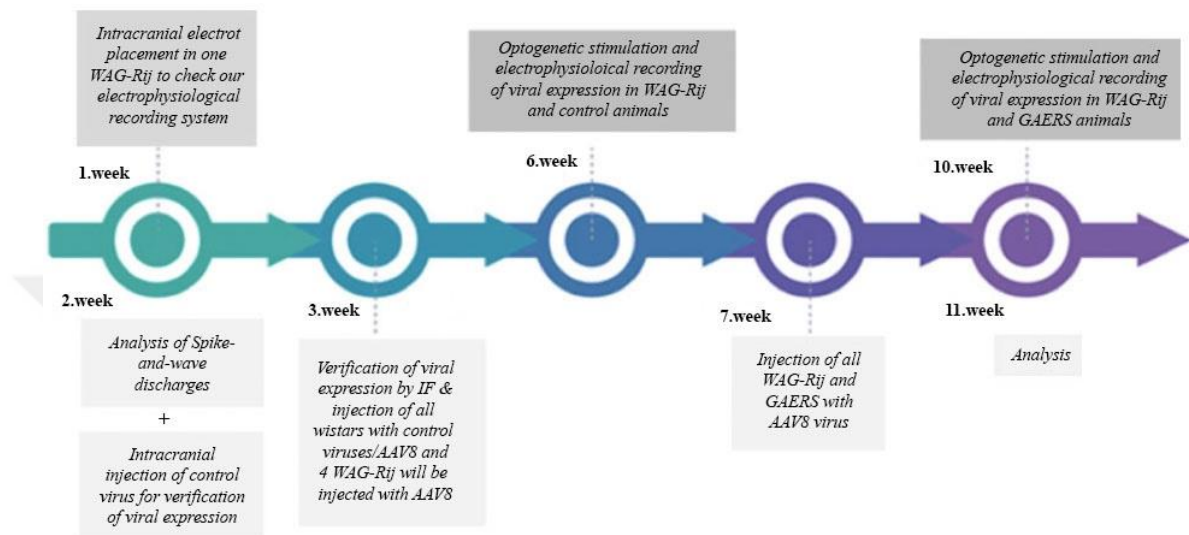 Intracranial electrot
placement in one
WAG-Rij to check our
electrophysiological
recording system
1.week
2.week
Analysis of Spike-
and-wave
discharges
+
Intracranial
injection of control
virus for verification
of viral expression
3.week
Verification of viral
expression by IF &
injection of all
wistars with control
viruses/AAV8 and
4 WAG-Rij will be
injected with AAV8
Optogenetic stimulation and
electrophysioloical recording
of viral expression in WAG-Rij
and control animals
6.week
7.week
Injection of all
WAG-Rij and
GAERS with
AAV8 virus
Optogenetic stimulation and
electrophysiological recording
of viral expression in WAG-Rij
and GAERS animals
10.week
11.week
Analysis